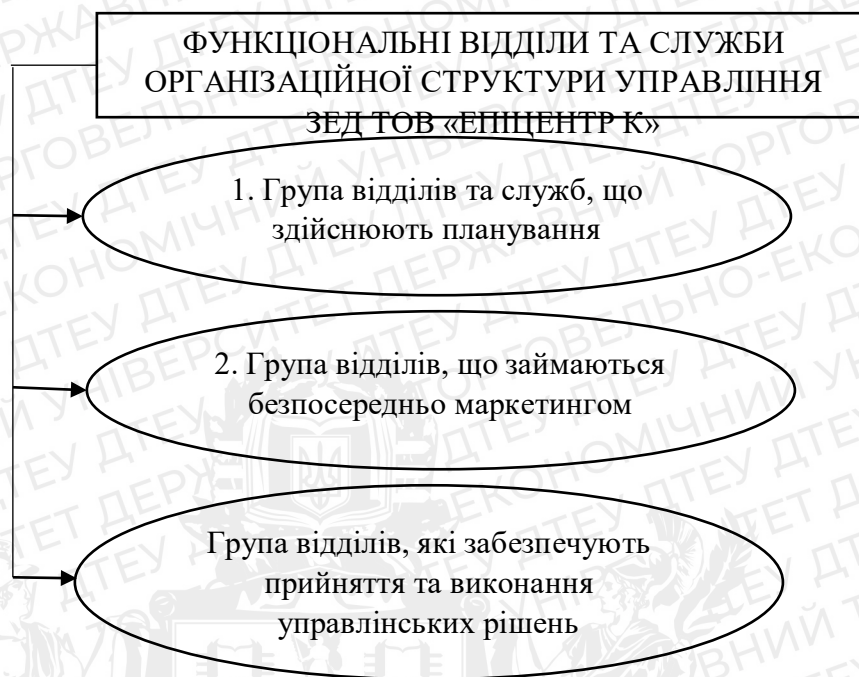 ФУНКЦІОНАЛЬНІ ВІДДІЛИ ТА СЛУЖБИ
ОРГАНІЗАЦІЙНОЇ СТРУКТУРИ УПРАВЛІННЯ
ЗЕД ТОВ «ЕПІЦЕНТР К»
1. Група відділів та служб, що
здійснюють планування
2. Група відділів, що займаються
безпосередньо маркетингом
Група відділів, які забезпечують
прийняття та виконання
управлінських рішень